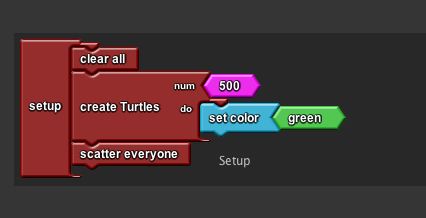 clear all
num 500
setup
create Turtles
do
set color green
scatter everyone
Setup